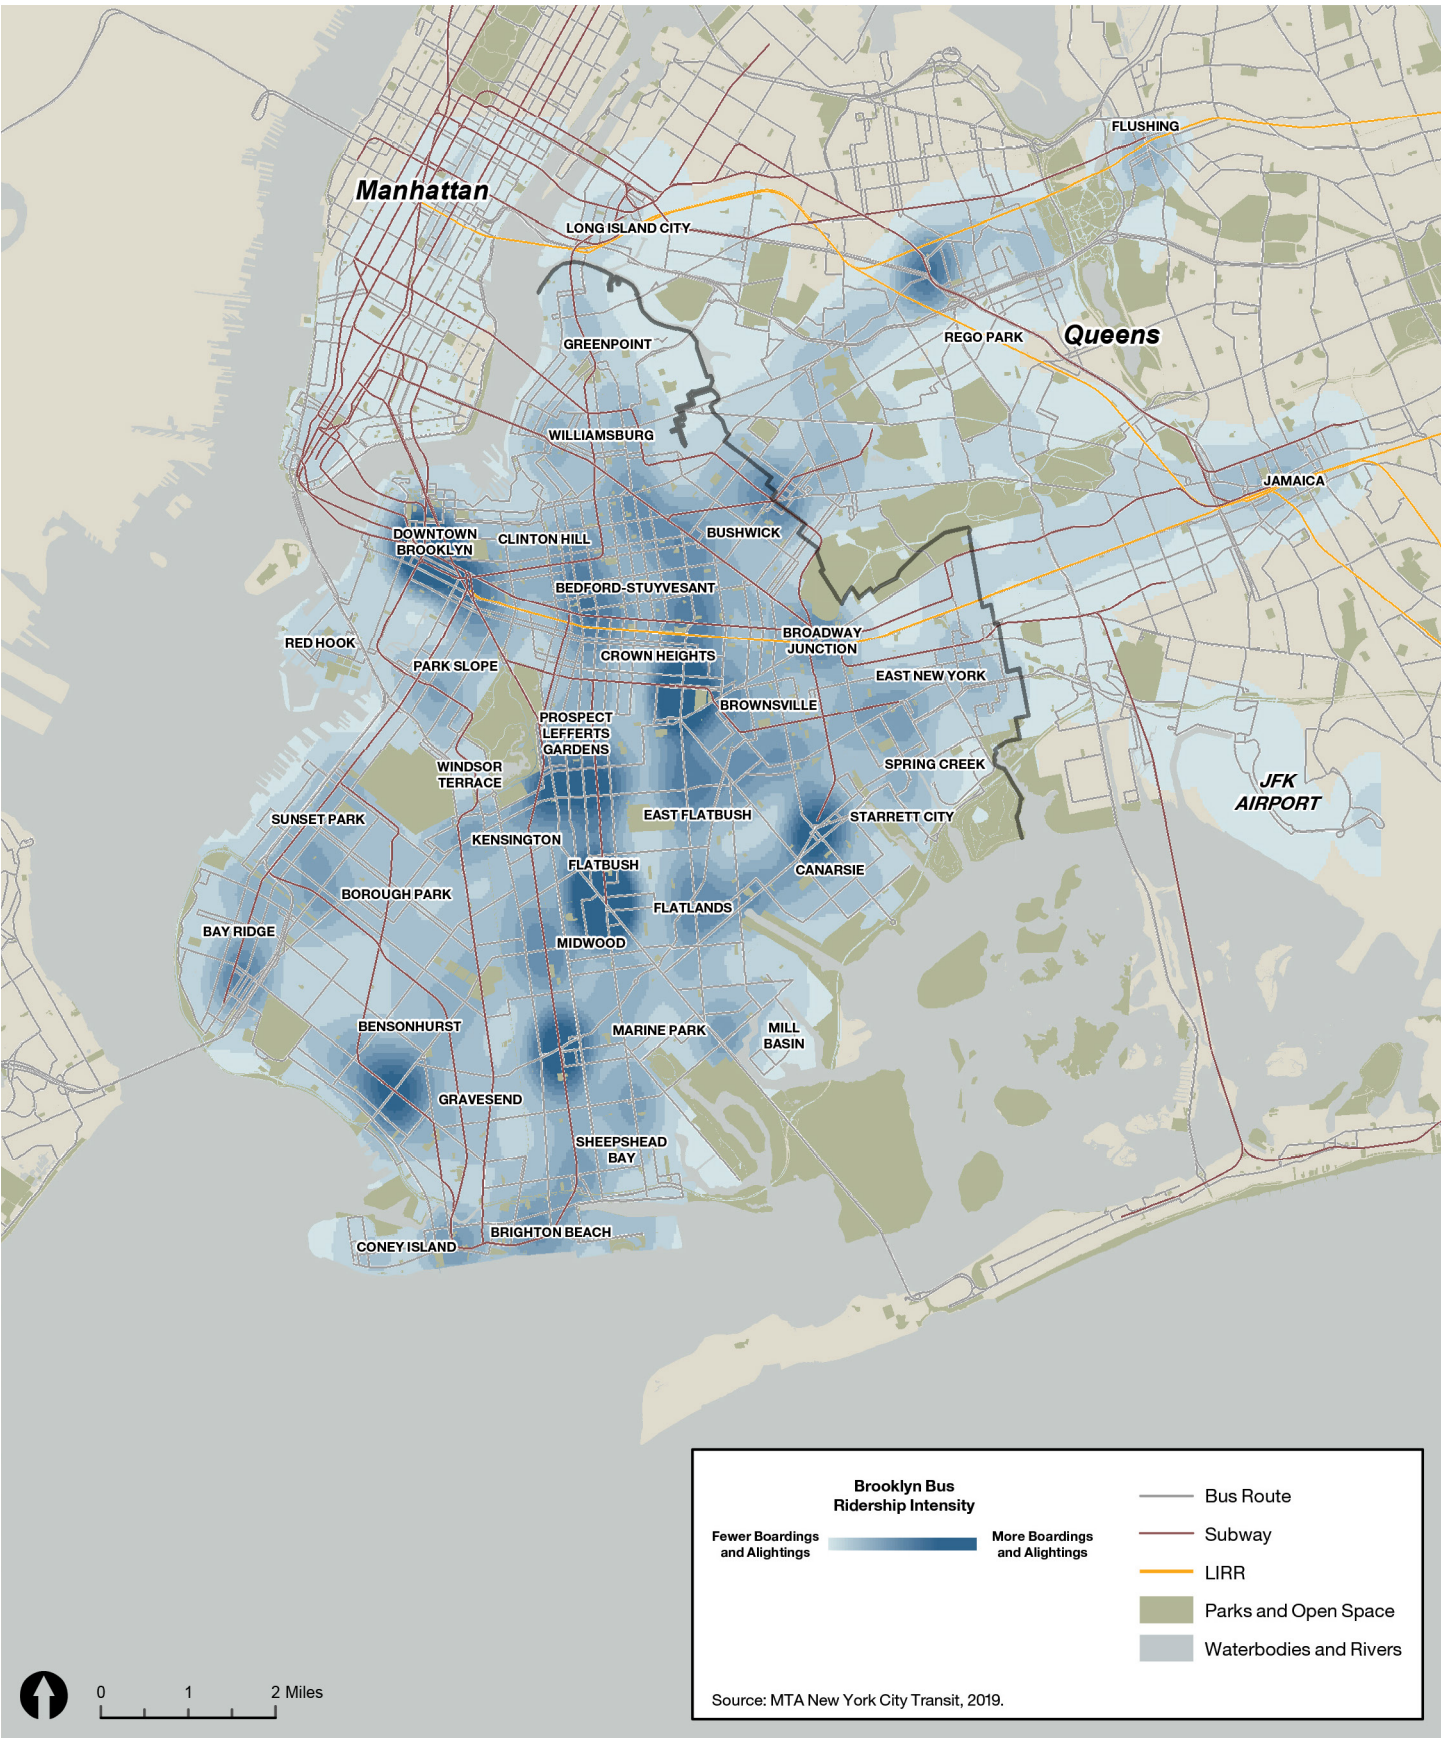 FLUSHING
Manhattan
LONG ISLAND CITY
Queens
REGO PARK
GREENPOINT
WILLIAMSBURG
JAMAICA
DOWNTOWN
BROOKLYN
CLINTON HILL
BUSHWICK
BEDFORD-STUYVESANT
BROADWAY
JUNCTION
RED HOOK
CROWN HEIGHTS
PARK SLOPE
EAST NEW YORK
BROWNSVILLE
PROSPECT
LEFFERTS
GARDENS
WINDSOR
TERRACE
SPRING CREEK
JFK
AIRPORT
SUNSET PARK
EAST FLATBUSH
STARRETT CITY
KENSINGTON
FLATBUSH
CANARSIE
BOROUGH PARK
FLATLANDS
BAY RIDGE
MIDWOOD
BENSONHURST
MARINE PARK
MILL
BASIN
GRAVESEND
SHEEPSHEAD
BAY
BRIGHTON BEACH
CONEY ISLAND
Brooklyn Bus
Ridership Intensity
Fewer Boardings
and Alightings
More Boardings
and Alightings
Bus Route
Subway
LIRR
Parks and Open Space
Waterbodies and Rivers
Source: MTA New York City Transit, 2019.
0 1 2 Miles